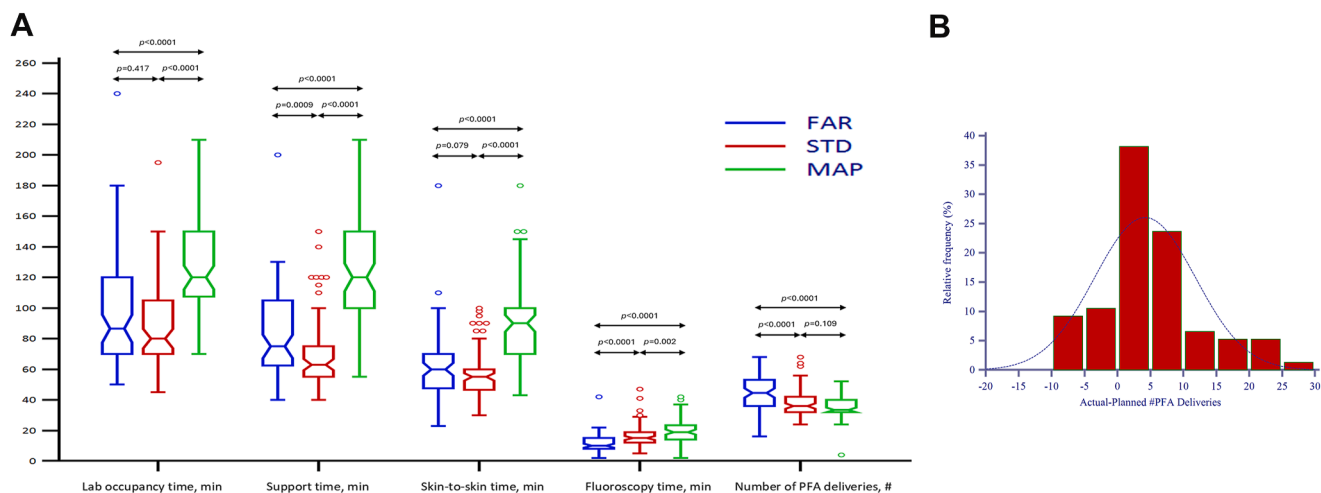 A
B
p<0.0001
p=0.417
p<0.0001
p<0.0001
p=0.0009
p<0.0001
p<0.0001
p=0.079
p<0.0001
p<0.0001
p<0.0001
p=0.002
p<0.0001
p<0.0001
p=0.109
FAR
STD
MAP
260
240
220
200
180
160
140
120
100
80
60
40
20
0
Lab occupancy time, min
Support time, min
Skin-to-skin time, min
Fluoroscopy time, min
Number of PFA deliveries, #
Relative frequency (%)
40
35
30
25
20
15
10
5
0
-20 -15 -10 -5 0 5 10 15 20 25 30
Actual-Planned #PFA Deliveries